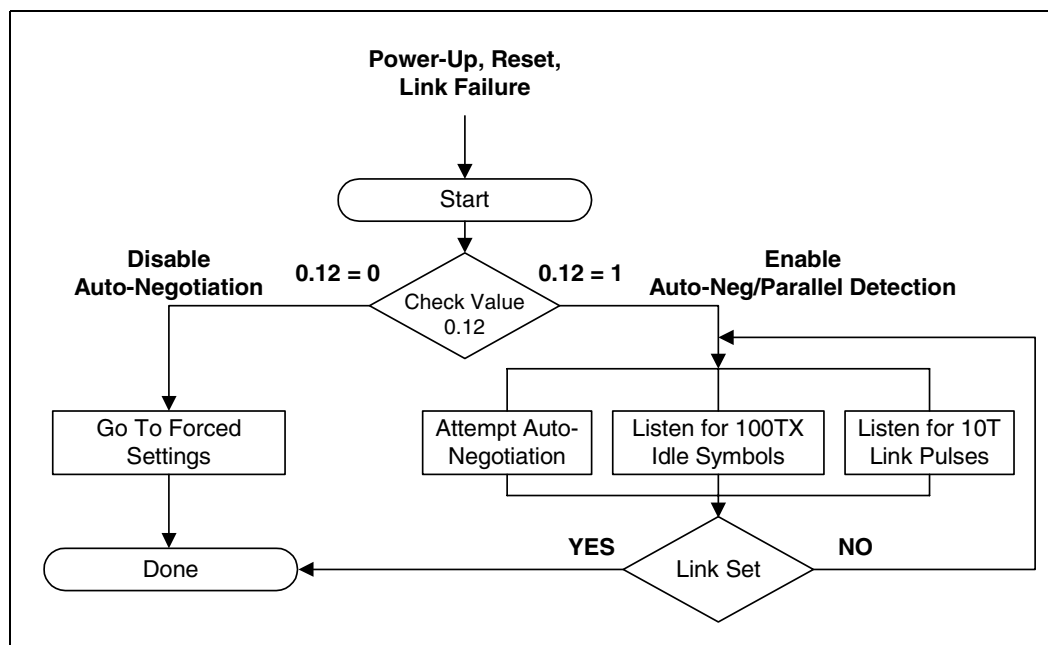 Power-Up, Reset,
Link Failure
Start
Disable
Auto-Negotiation
0.12 = 0
0.12 = 1
Enable
Auto-Neg/Parallel Detection
Check Value
0.12
Go To Forced
Settings
Attempt Auto-
Negotiation
Listen for 100TX
Idle Symbols
Listen for 10T
Link Pulses
Done
YES
Link Set
NO